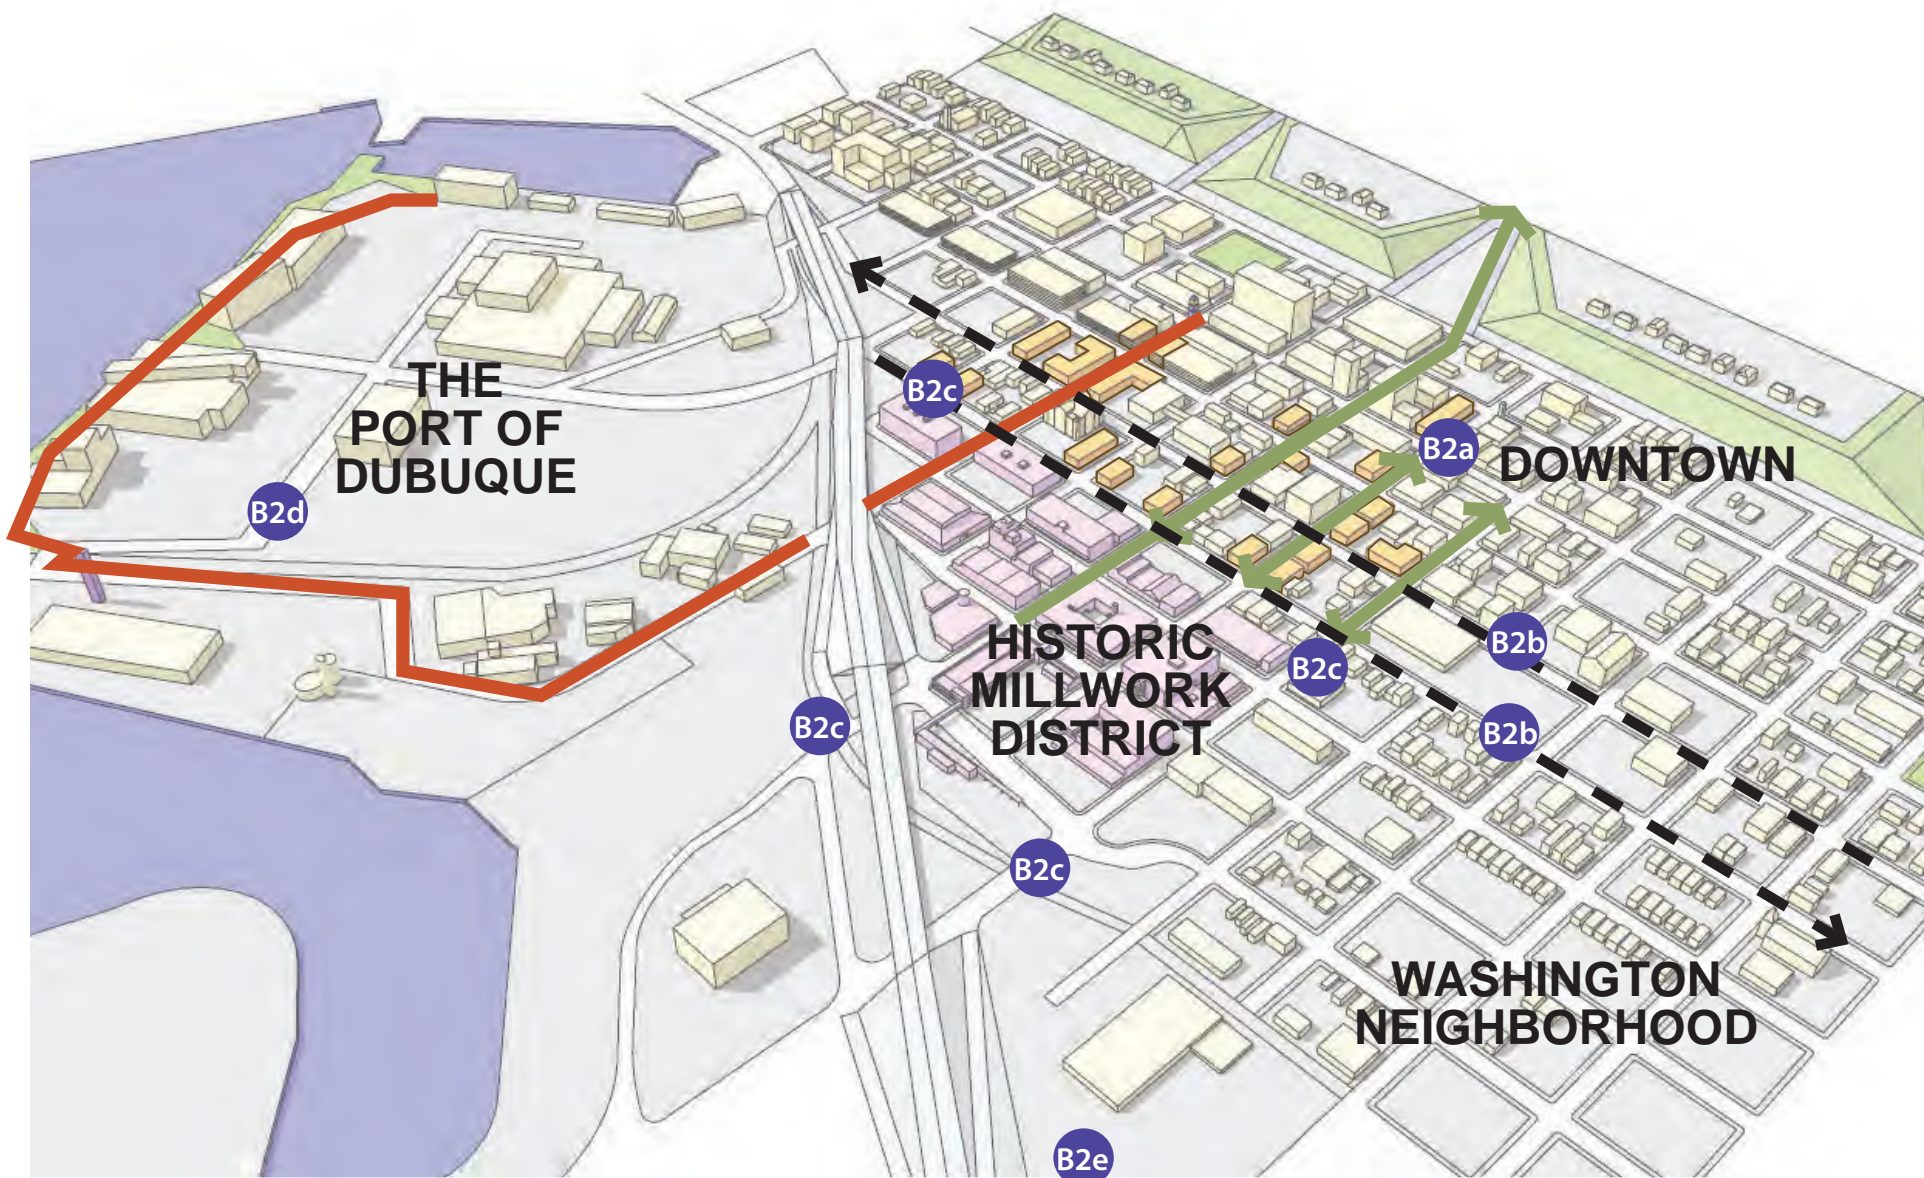 THE
PORT OF
DUBUQUE
B2d
B2c
B2a
DOWNTOWN
HISTORIC
MILLWORK
DISTRICT
B2b
B2c
B2b
B2c
B2c
WASHINGTON
NEIGHBORHOOD
B2e